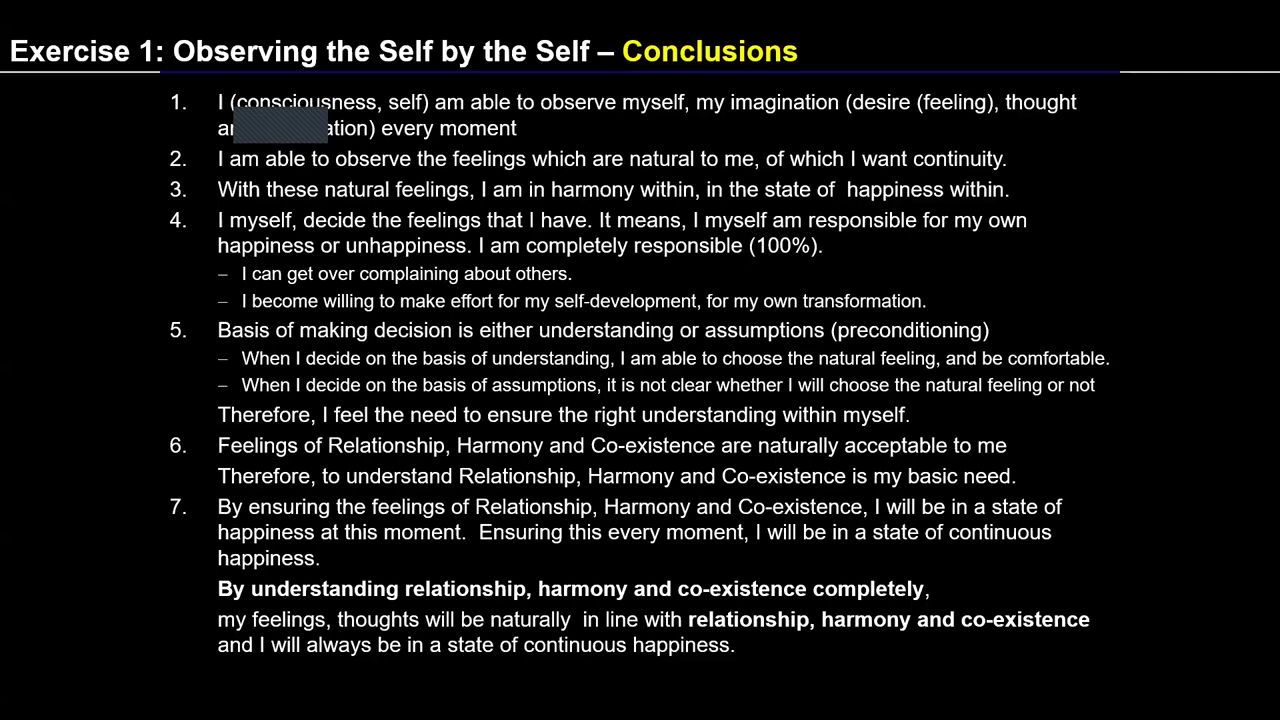 Exercise 1: Observing the Self by the Self – Conclusions
1. I (consciousness, self) am able to observe myself, my imagination (desire (feeling), thought
every moment
2. I am able to observe the feelings which are natural to me, of which I want continuity.
3. With these natural feelings, I am in harmony within, in the state of happiness within.
4. I myself, decide the feelings that I have. It means, I myself am responsible for my own
happiness or unhappiness. I am completely responsible (100%).
– I can get over complaining about others.
– I become willing to make effort for my self-development, for my own transformation.
5. Basis of making decision is either understanding or assumptions (preconditioning)
– When I decide on the basis of understanding, I am able to choose the natural feeling, and be comfortable.
– When I decide on the basis of assumptions, it is not clear whether I will choose the natural feeling or not
Therefore, I feel the need to ensure the right understanding within myself.
6. Feelings of Relationship, Harmony and Co-existence are naturally acceptable to me
Therefore, to understand Relationship, Harmony and Co-existence is my basic need.
7. By ensuring the feelings of Relationship, Harmony and Co-existence, I will be in a state of
happiness at this moment. Ensuring this every moment, I will be in a state of continuous
happiness.
By understanding relationship, harmony and co-existence completely,
my feelings, thoughts will be naturally in line with relationship, harmony and co-existence
and I will always be in a state of continuous happiness.